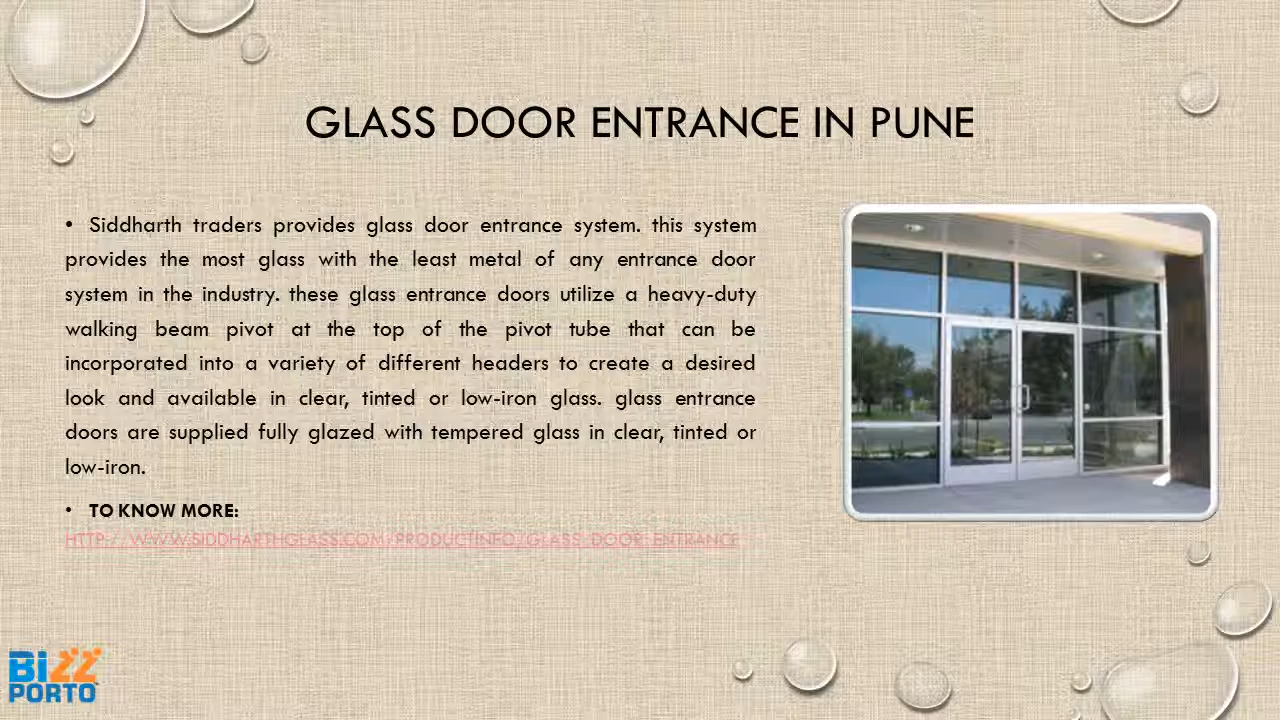 GLASS DOOR ENTRANCE IN PUNE
• Siddharth traders provides glass door entrance system. this system
provides the most glass with the least metal of any entrance door
system in the industry. these glass entrance doors utilize a heavy-duty
walking beam pivot at the top of the pivot tube that can be
incorporated into a variety of different headers to create a desired
look and available in clear, tinted or low-iron glass. glass entrance
doors are supplied fully glazed with tempered glass in clear, tinted or
low-iron.
• TO KNOW MORE:
HTTP://WWW.SIDDHARTHGLASS.COM/PRODUCTINFO/GLASS-DOOR-ENTRANCE
BiZZ
PORTO